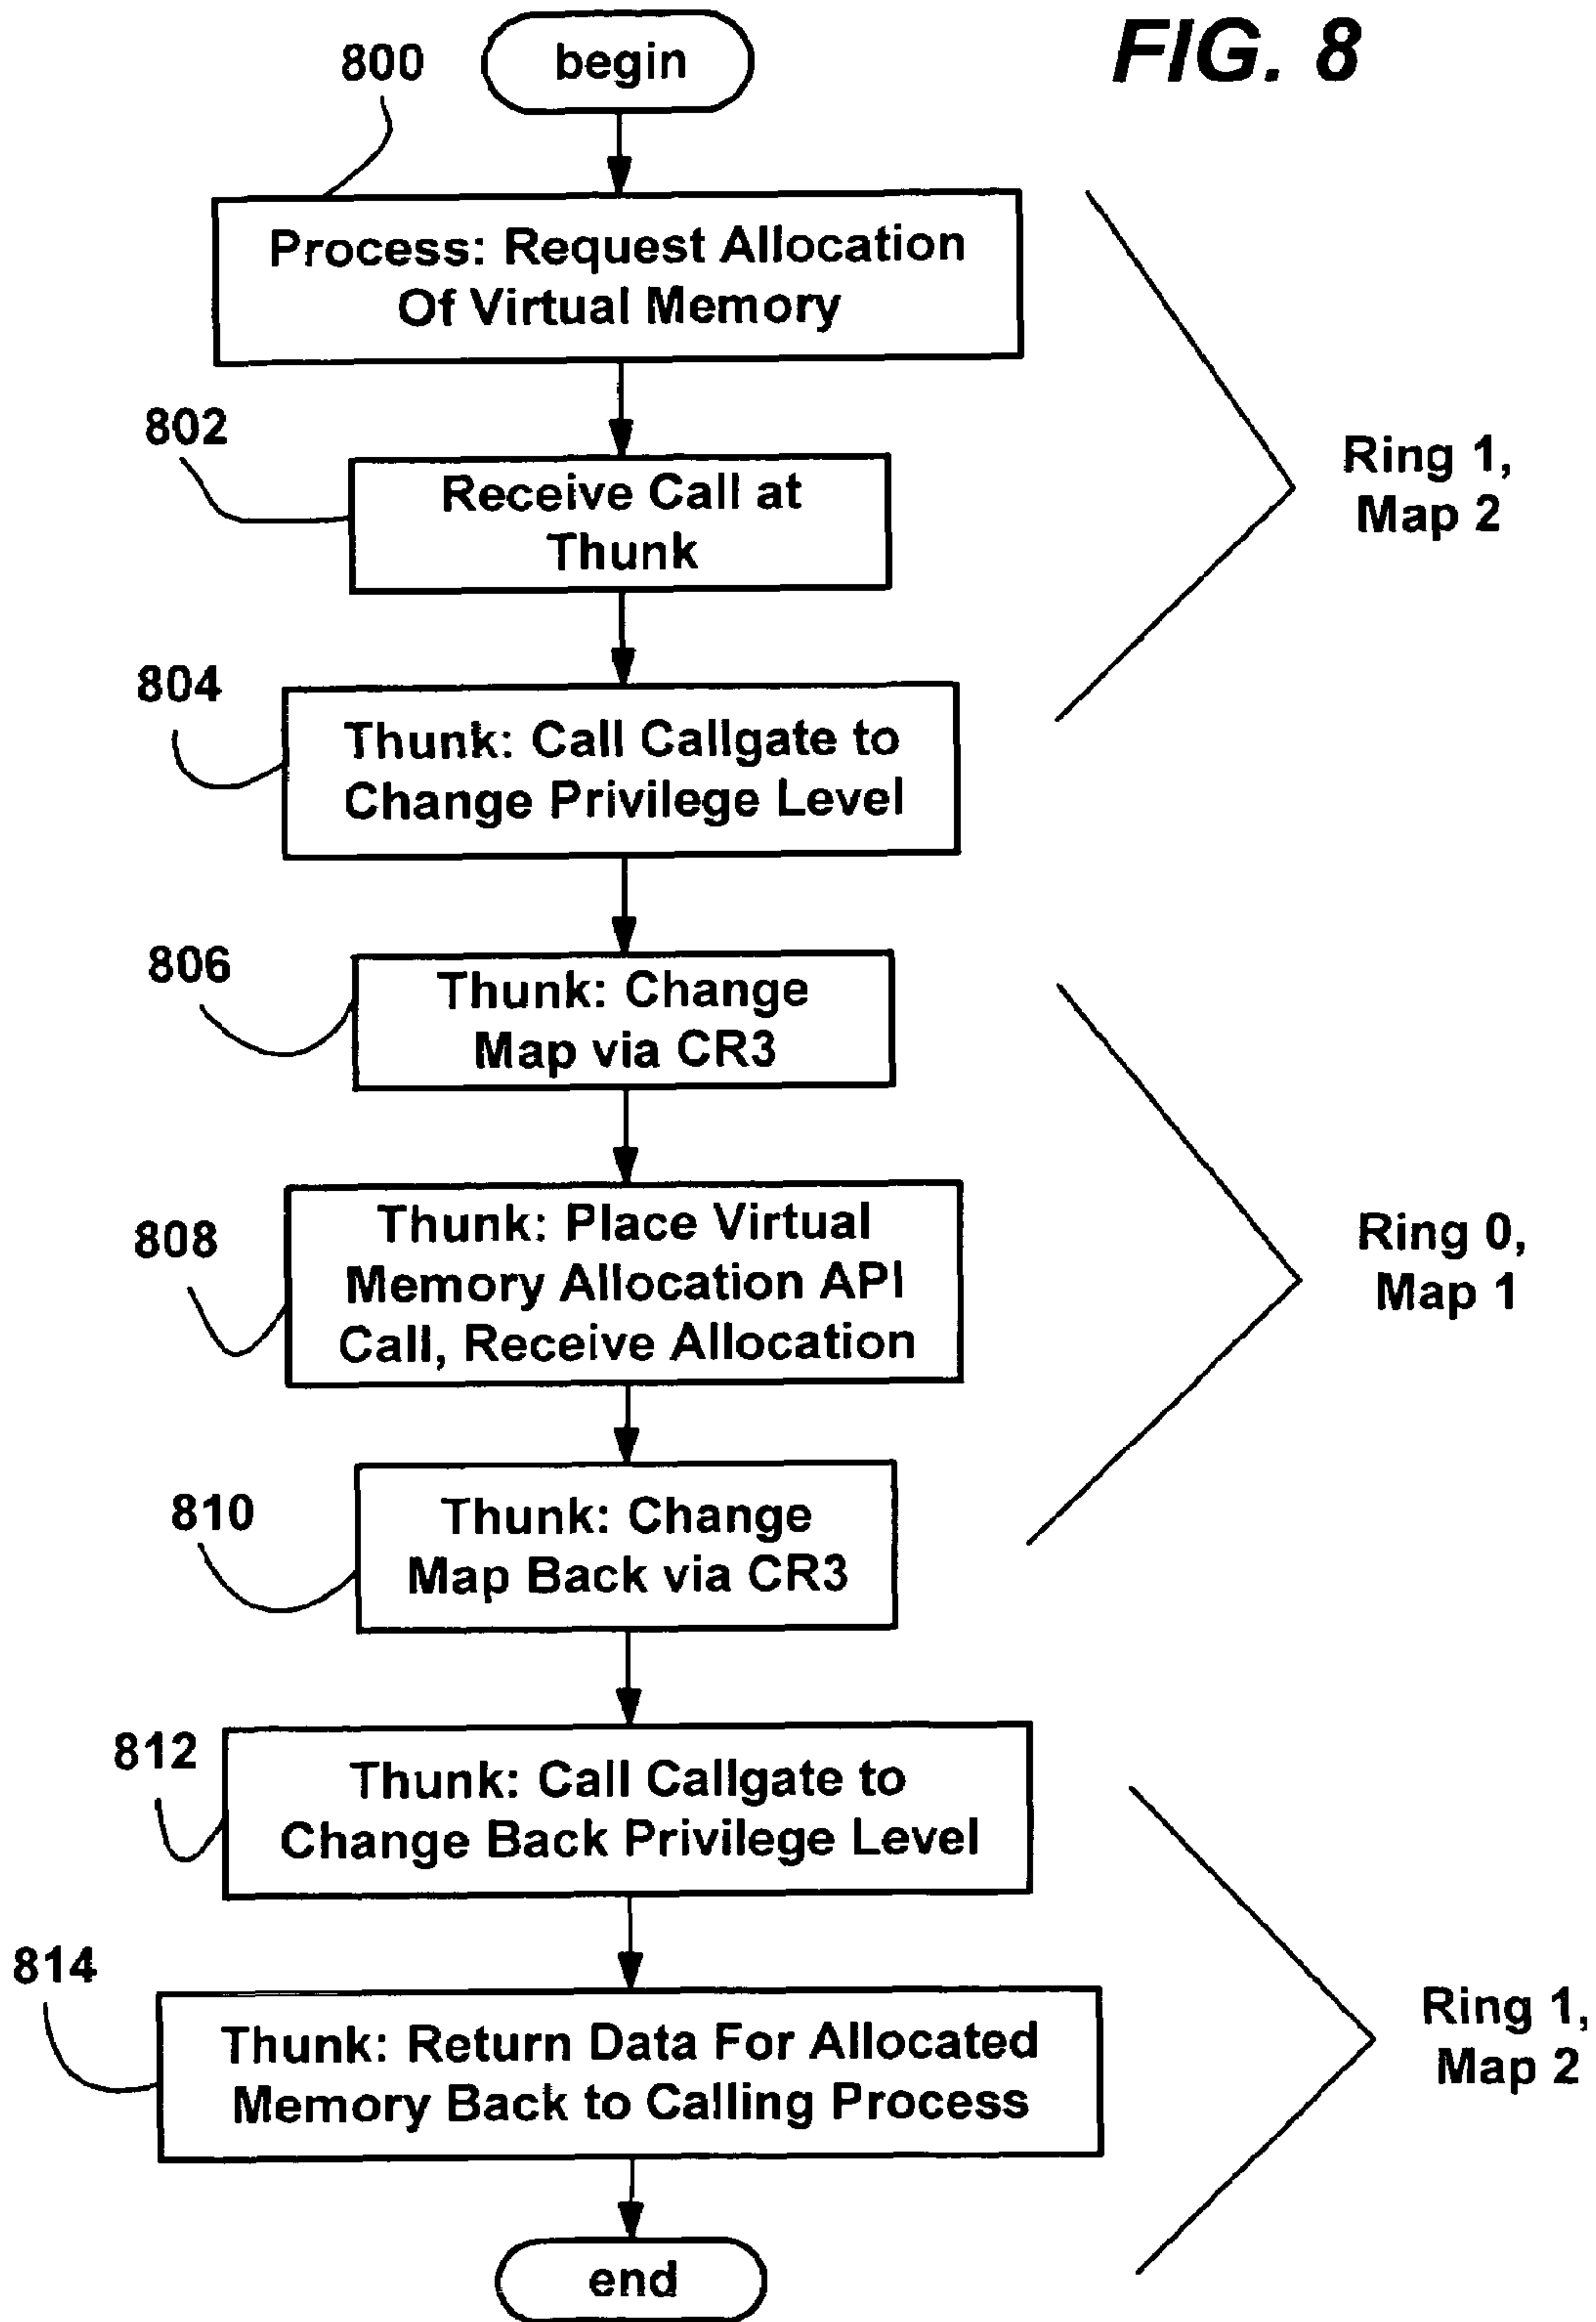 FIG. 8
begin
800
Process: Request Allocation
Of Virtual Memory
802
Receive Call at
Thunk
Ring 1,
Map 2
804
Thunk: Call Callgate to
Change Privilege Level
806
Thunk: Change
Map via CR3
808
Thunk: Place Virtual
Memory Allocation API
Call, Receive Allocation
Ring 0,
Map 1
810
Thunk: Change
Map Back via CR3
812
Thunk: Call Callgate to
Change Back Privilege Level
814
Thunk: Return Data For Allocated
Memory Back to Calling Process
Ring 1,
Map 2
end